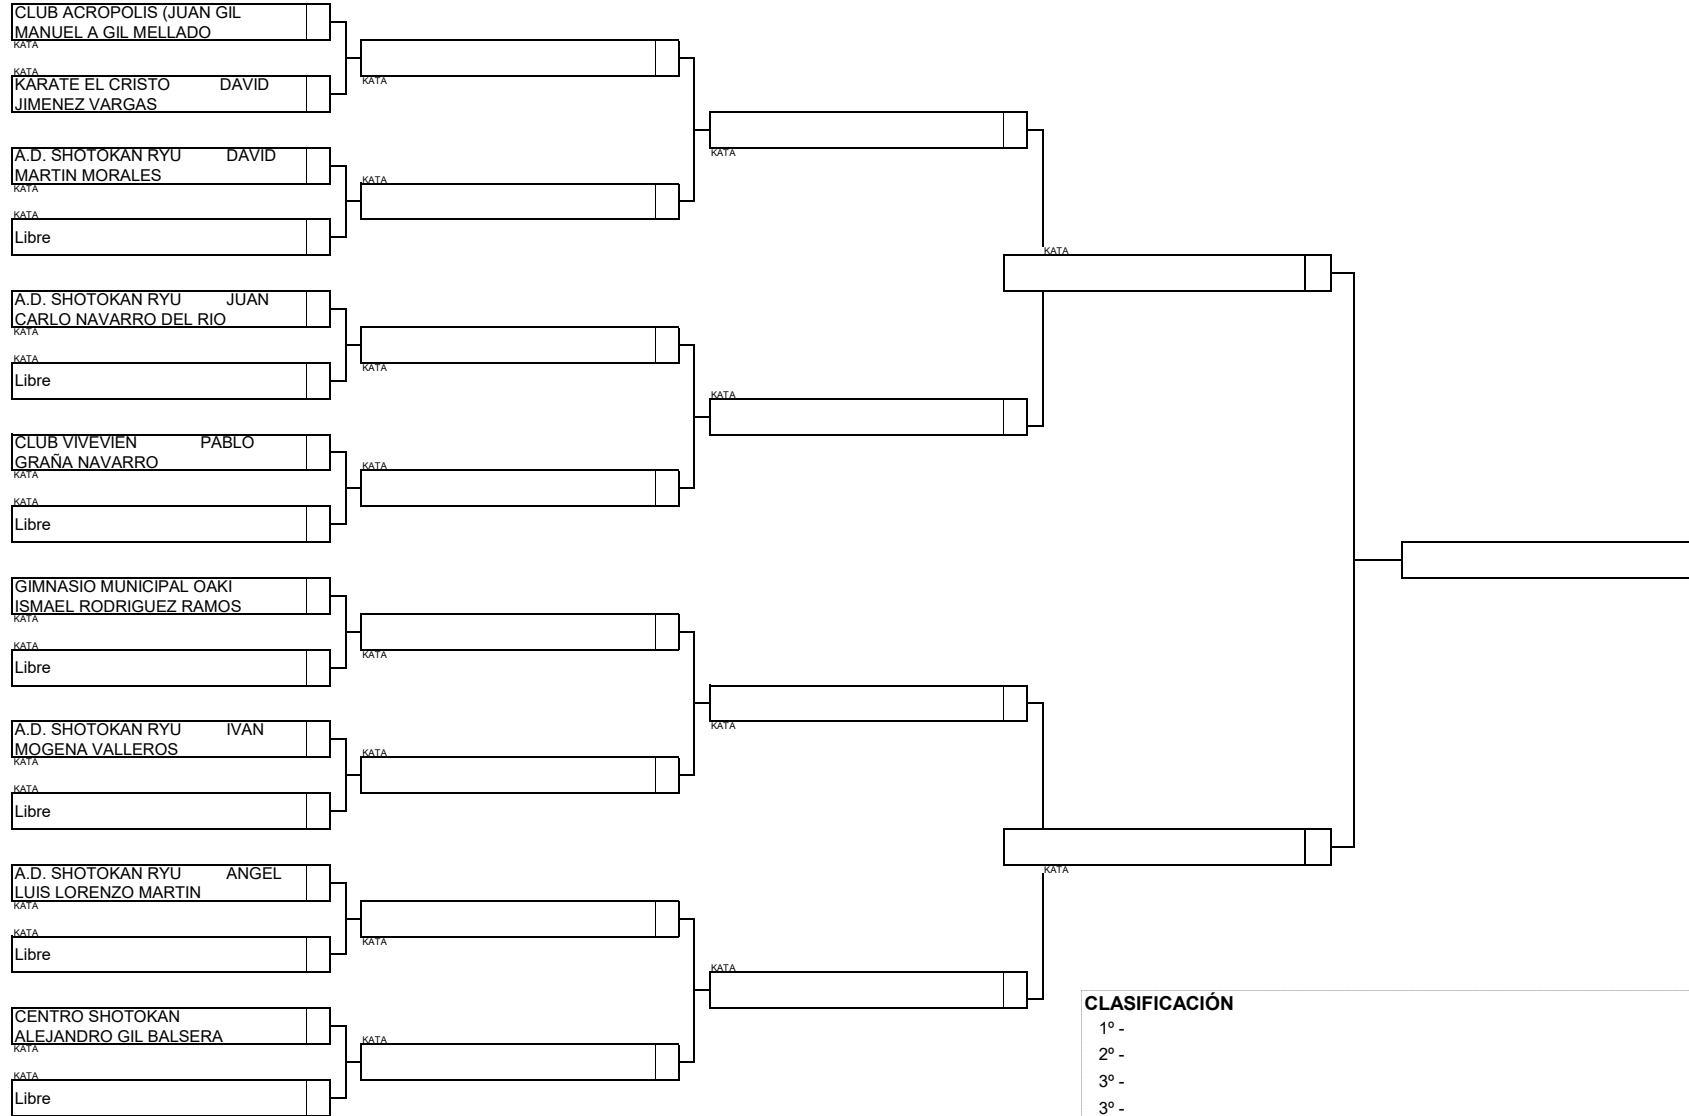 CLUB ACROPOLIS (JUAN GIL
MANUEL A GIL MELLADO
KATA
KATA
KARATE EL CRISTO DAVID
JIMENEZ VARGAS
KATA
A.D. SHOTOKAN RYU DAVID
MARTIN MORALES
KATA
KATA
Libre
KATA
KATA
KATA
A.D. SHOTOKAN RYU JUAN
CARLO NAVARRO DEL RIO
KATA
KATA
Libre
KATA
CLUB VIVEVIEN PABLO
GRAÑA NAVARRO
KATA
KATA
Libre
KATA
KATA
GIMNASIO MUNICIPAL OAKI
ISMAEL RODRIGUEZ RAMOS
KATA
KATA
Libre
KATA
A.D. SHOTOKAN RYU IVAN
MOGENA VALLEROS
KATA
KATA
Libre
KATA
KATA
KATA
A.D. SHOTOKAN RYU ANGEL
LUIS LORENZO MARTIN
KATA
KATA
Libre
KATA
CENTRO SHOTOKAN
ALEJANDRO GIL BALSERA
KATA
KATA
Libre
KATA
KATA
CLASIFICACIÓN
1º -
2º -
3º -
3º -